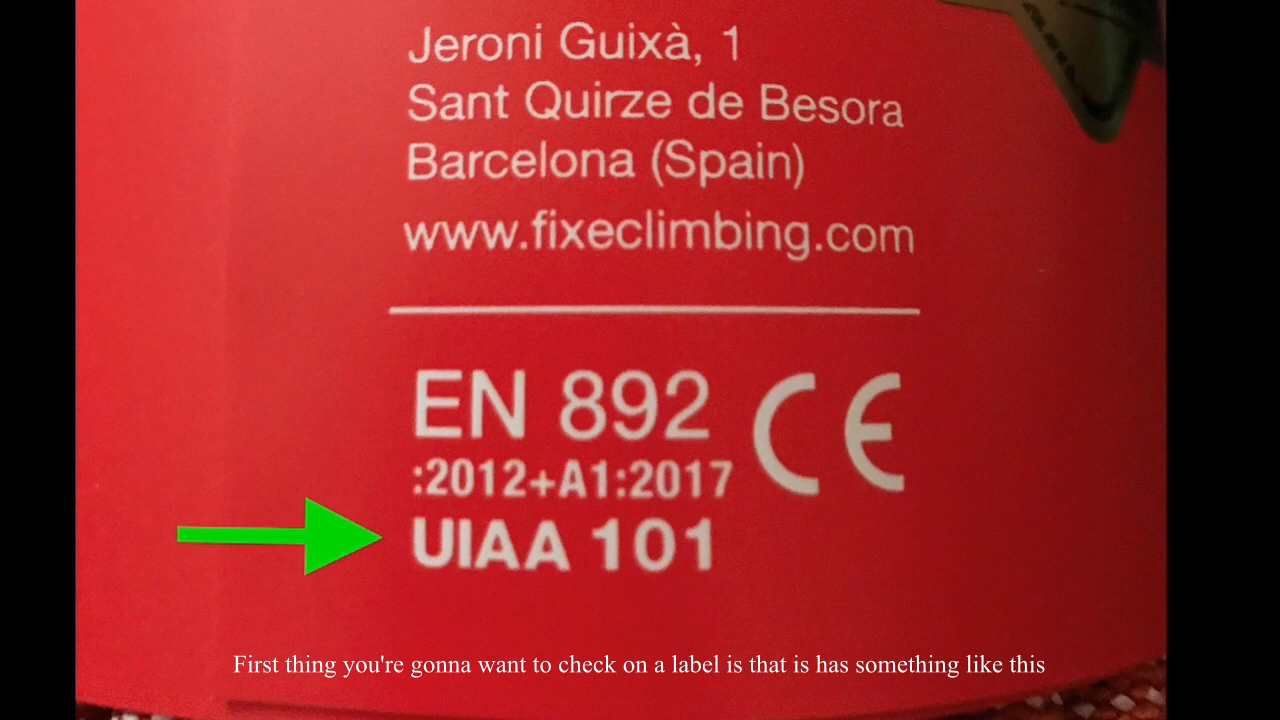 Jeroni Guixà, 1
Sant Quirze de Besora
Barcelona (Spain)
www.fixeclimbing.com
EN 892
:2012+A1:2017
CE
UIAA 101
First thing you're gonna want to check on a label is that is has something like this